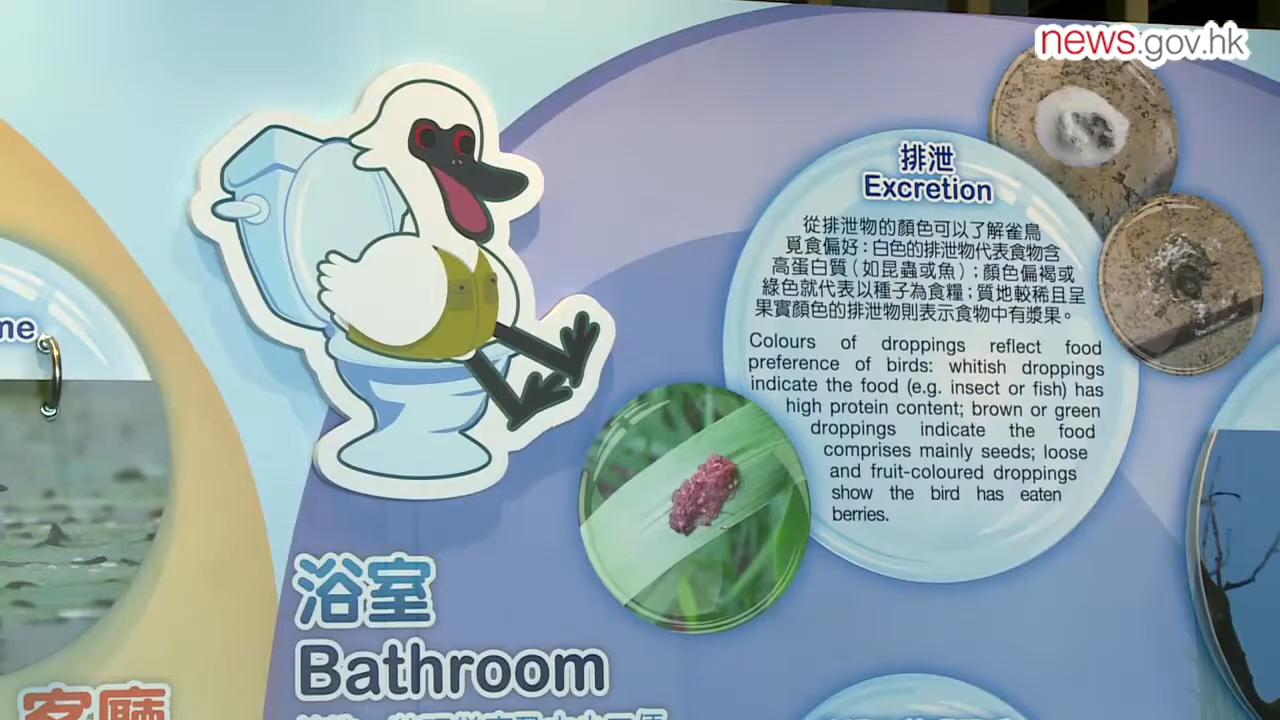 news.gov.hk
排泄
Excretion
從排泄物的顏色可以了解雀鳥
覓食偏好：白色的排泄物代表食物含
高蛋白質（如昆蟲或魚）；顏色偏褐或
綠色就代表以種子為食糧；質地較稀且呈
果實顏色的排泄物則表示食物中有漿果。
Colours of droppings reflect food
preference of birds: whitish droppings
indicate the food (e.g. insect or fish) has
high protein content; brown or green
droppings indicate the food
comprises mainly seeds; loose
and fruit-coloured droppings
show the bird has eaten
berries.
me
浴室
Bathroom
客廳